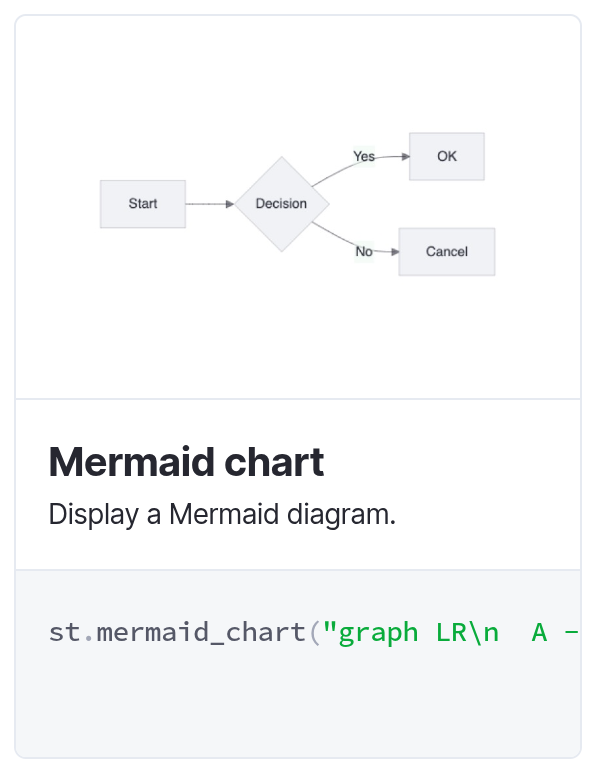 Yes
OK
Start
Decision
No
Cancel
Mermaid chart
Display a Mermaid diagram.
st.mermaid_chart("graph LR\n  A -